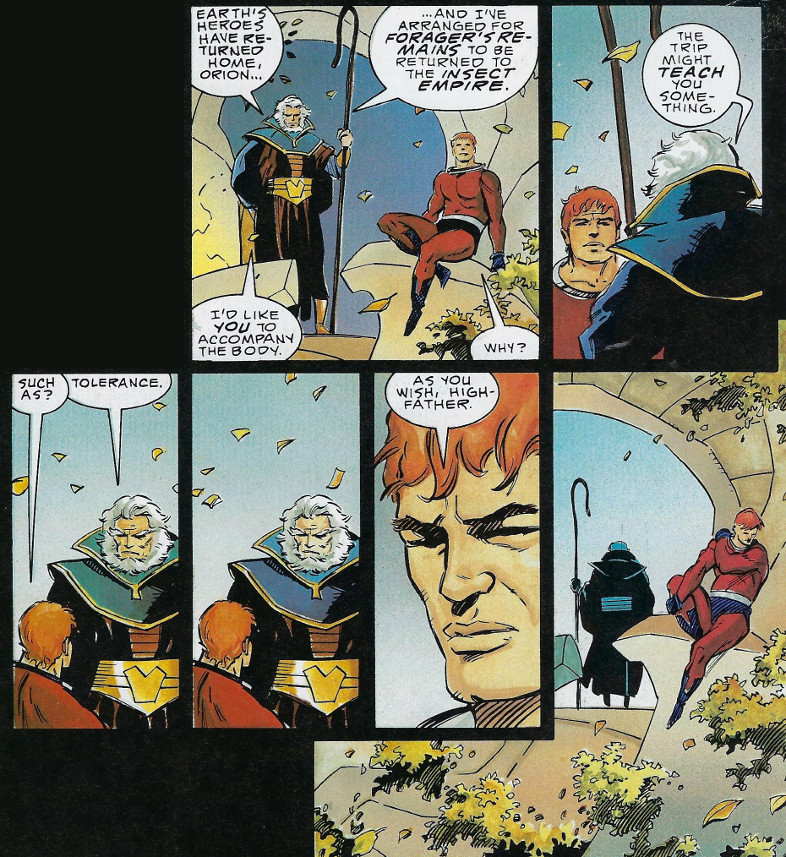 EARTH'S
HEROES
HAVE RE-
TURNED
HOME,
ORION...
...AND I'VE
ARRANGED FOR
FORAGER'S RE-
MAINS TO BE
RETURNED TO
THE INSECT
EMPIRE.
I'D LIKE
YOU TO
ACCOMPANY
THE BODY.
WHY?
THE
TRIP
MIGHT
TEACH
YOU
SOME-
THING.
SUCH
AS?
TOLERANCE.
AS YOU
WISH, HIGH-
FATHER.